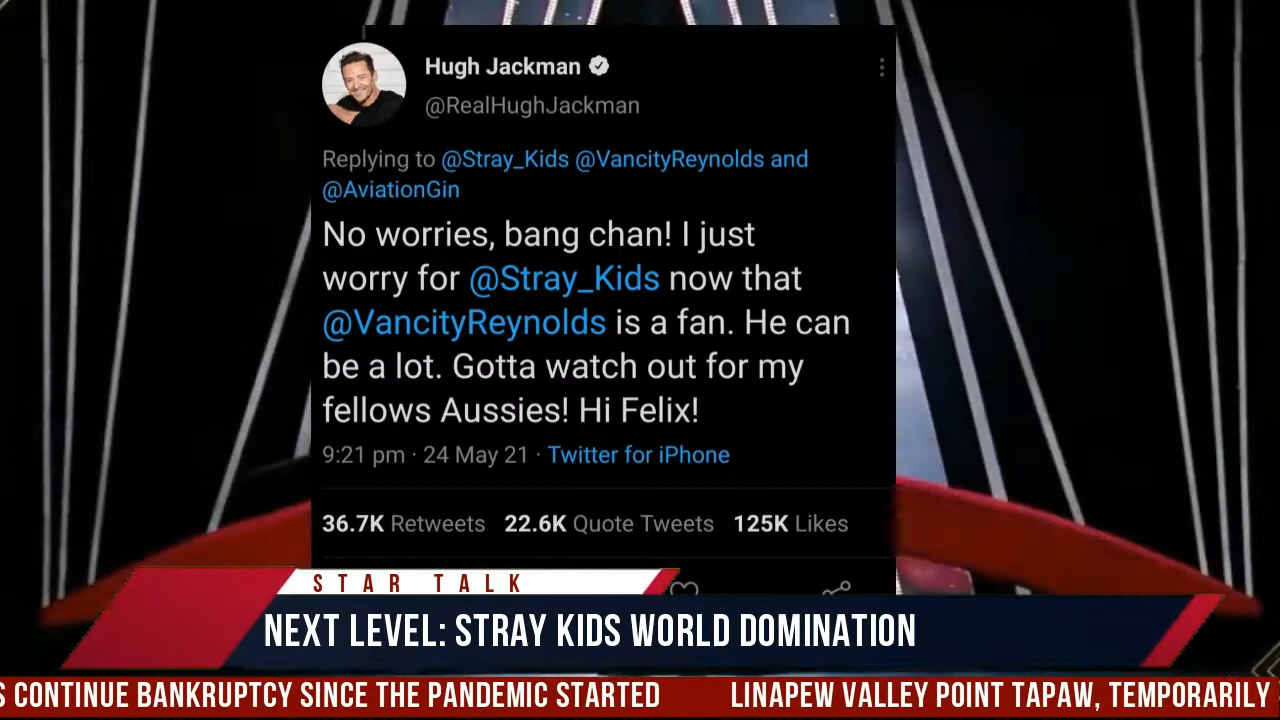 Hugh Jackman
@RealHughJackman
Replying to @Stray_Kids @VancityReynolds and
@AviationGin
No worries, bang chan! I just
worry for @Stray_Kids now that
@VancityReynolds is a fan. He can
be a lot. Gotta watch out for my
fellows Aussies! Hi Felix!
9:21 pm · 24 May 21 · Twitter for iPhone
36.7K Retweets 22.6K Quote Tweets 125K Likes
STAR TALK
NEXT LEVEL: STRAY KIDS WORLD DOMINATION
S CONTINUE BANKRUPTCY SINCE THE PANDEMIC STARTED LINAPEW VALLEY POINT TAPAW, TEMPORARILY